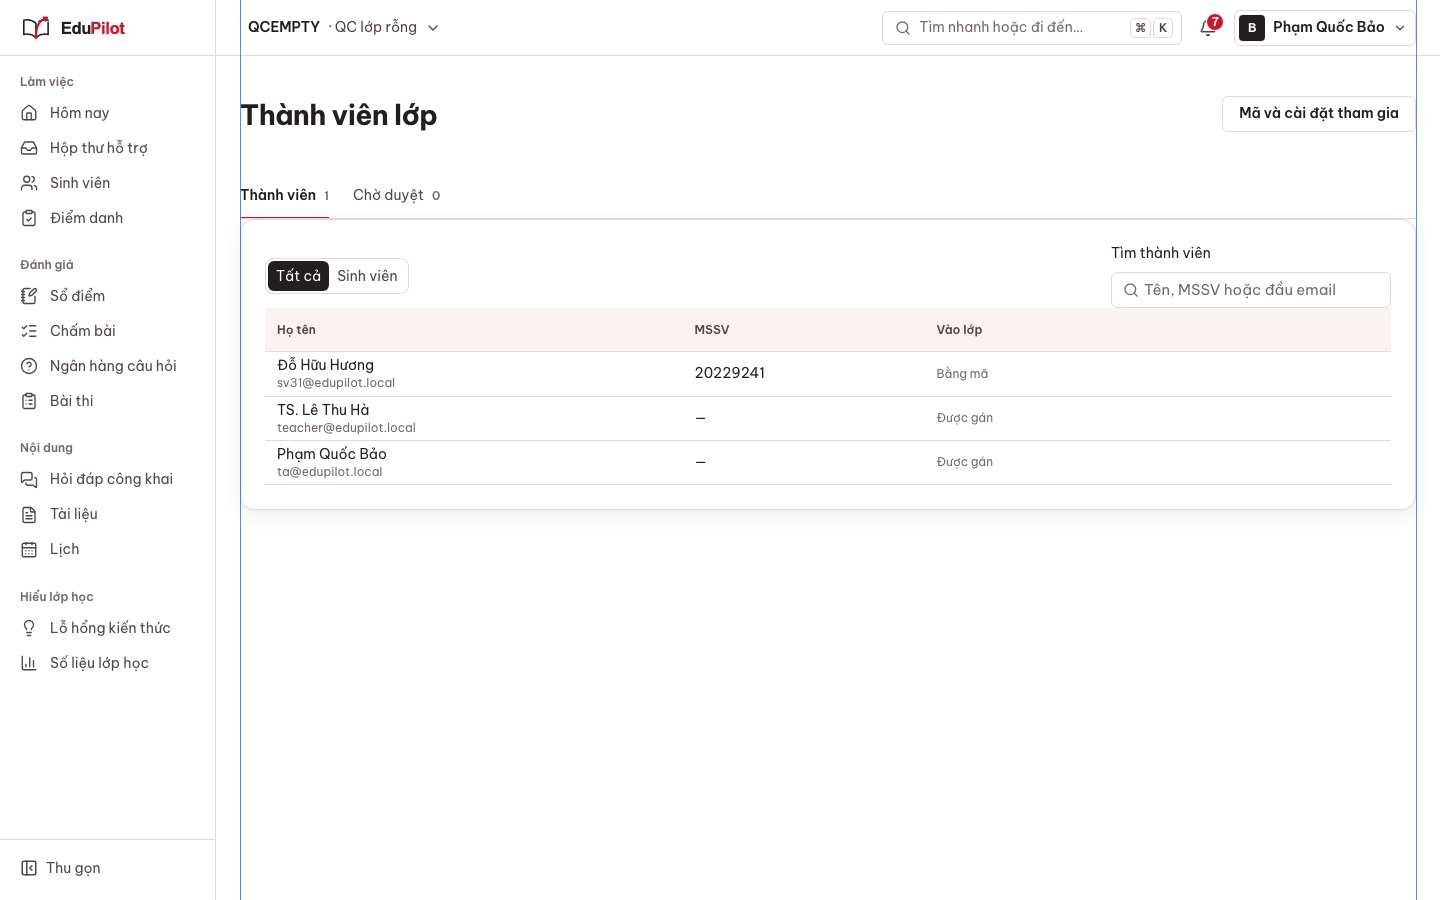 EduPilot
QCEMPTY · QC lớp rỗng
Tìm nhanh hoặc đi đến...
⌘ K
7
B Phạm Quốc Bảo
Làm việc
Hôm nay
Hộp thư hỗ trợ
Sinh viên
Điểm danh
Đánh giá
Sổ điểm
Chấm bài
Ngân hàng câu hỏi
Bài thi
Nội dung
Hỏi đáp công khai
Tài liệu
Lịch
Hiểu lớp học
Lỗ hổng kiến thức
Số liệu lớp học
Thu gọn
Thành viên lớp
Mã và cài đặt tham gia
Thành viên 1
Chờ duyệt 0
Tất cả
Sinh viên
Tìm thành viên
Tên, MSSV hoặc đầu email
Họ tên MSSV Vào lớp
Đỗ Hữu Hương
sv31@edupilot.local
20229241
Bằng mã
TS. Lê Thu Hà
teacher@edupilot.local
—
Được gán
Phạm Quốc Bảo
ta@edupilot.local
—
Được gán